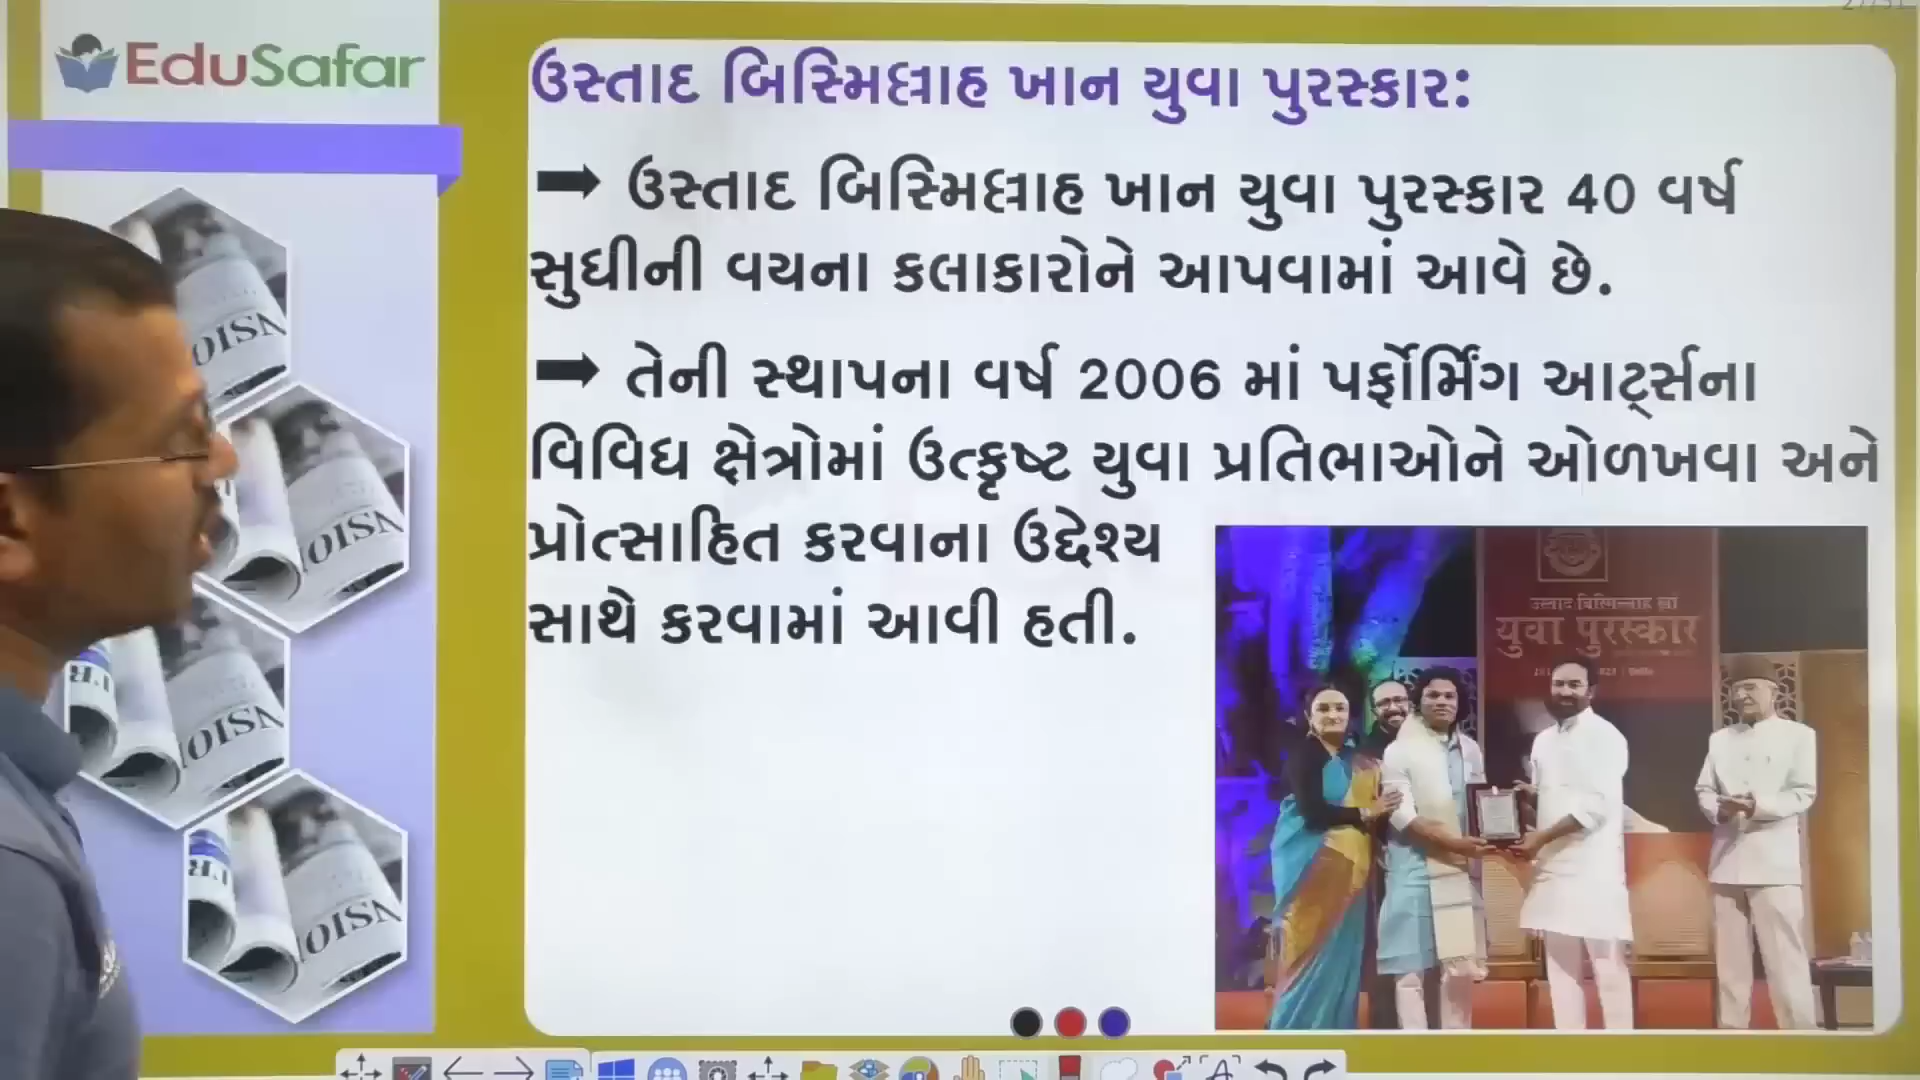 EduSafar
ઉસ્તાદ બિસ્મિલ્લાહ ખાન યુવા પુરસ્કાર:
➡ ઉસ્તાદ બિસ્મિલ્લાહ ખાન યુવા પુરસ્કાર 40 વર્ષ
સુધીની વયના કલાકારોને આપવામાં આવે છે.
➡ તેની સ્થાપના વર્ષ 2006 માં પર્ફોર્મિંગ આર્ટ્સના
વિવિધ ક્ષેત્રોમાં ઉત્કૃષ્ટ યુવા પ્રતિભાઓને ઓળખવા અને
પ્રોત્સાહિત કરવાના ઉદ્દેશ્ય
સાથે કરવામાં આવી હતી.
उस्ताद बिस्मिल्लाह खां
युवा पुरस्कार